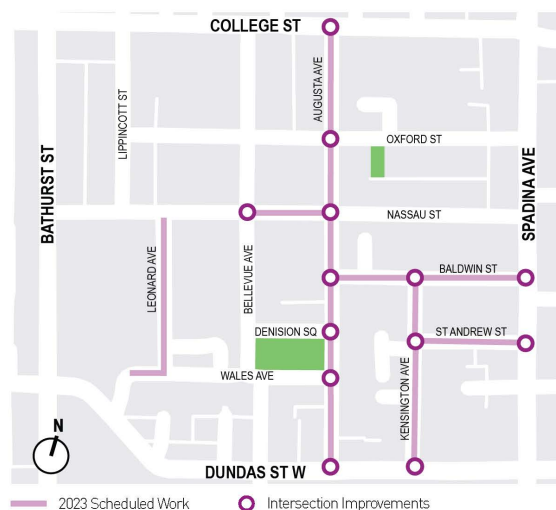 COLLEGE ST
AUGUSTA AVE
LIPPINCOTT ST
OXFORD ST
BATHURST ST
SPADINA AVE
NASSAU ST
LEONARD AVE
BELLEVUE AVE
BALDWIN ST
DENISION SQ
ST ANDREW ST
WALES AVE
KENSINGTON AVE
N
DUNDAS ST W
2023 Scheduled Work
Intersection Improvements